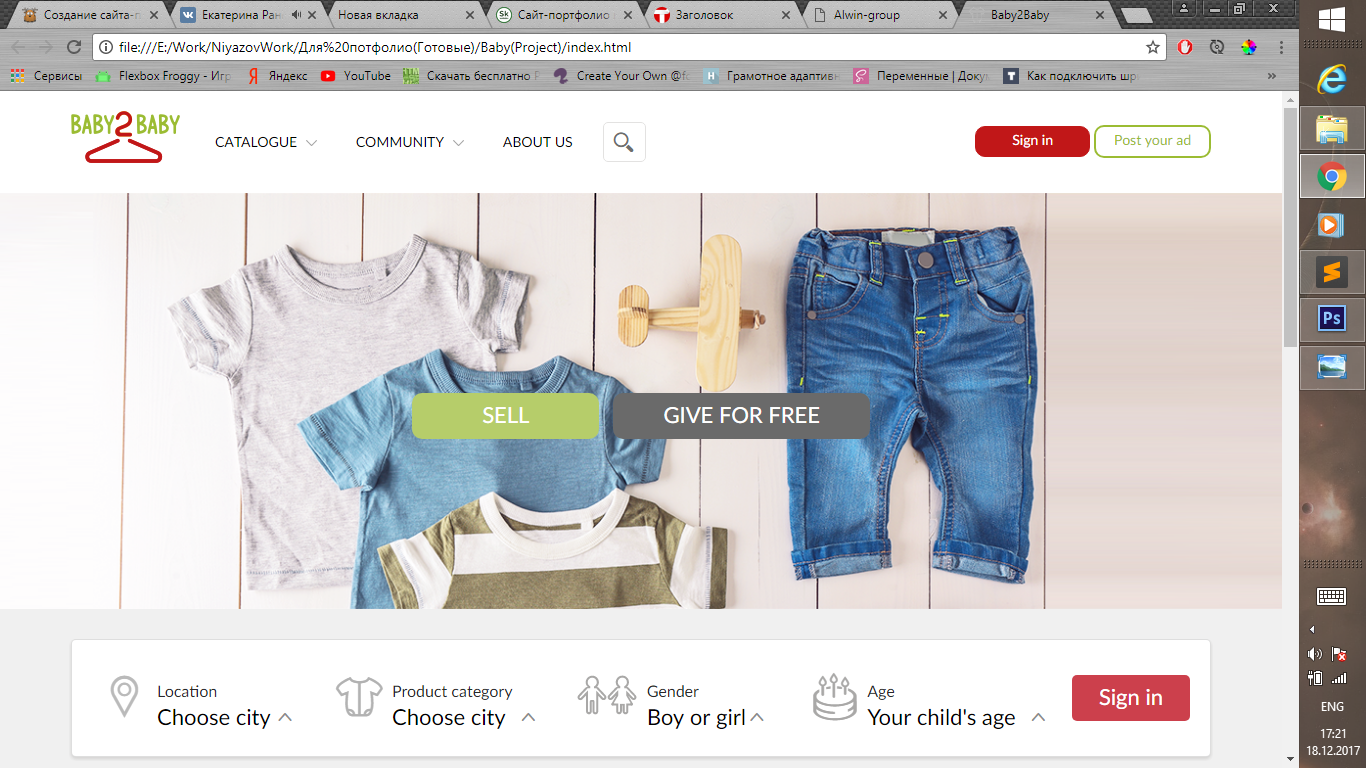 Создание сайта-п
Екатерина Ран
Новая вкладка
Сайт-портфолио
Заголовок
Alwin-group
Baby2Baby
file:///E:/Work/NiyazovWork/Для%20потфолио(Готовые)/Baby(Project)/index.html
Сервисы
Flexbox Froggy - Игр
Яндекс
YouTube
Скачать бесплатно P
Create Your Own @fo
Грамотное адаптивн
Переменные | Докум
Как подключить шри
»
BABY2BABY
CATALOGUE
COMMUNITY
ABOUT US
Sign in
Post your ad
SELL
GIVE FOR FREE
Location
Choose city
Product category
Choose city
Gender
Boy or girl
Age
Your child's age
Sign in
Ps
ENG
17:21
18.12.2017